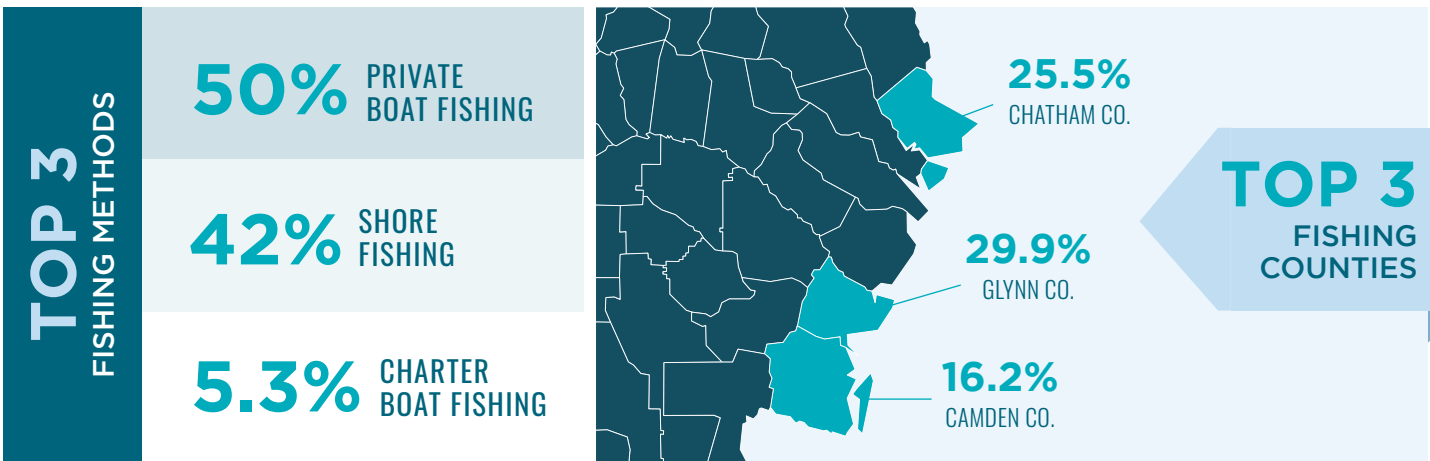 TOP 3
FISHING METHODS
50%
PRIVATE
BOAT FISHING
42%
SHORE
FISHING
5.3%
CHARTER
BOAT FISHING
25.5%
CHATHAM CO.
29.9%
GLYNN CO.
16.2%
CAMDEN CO.
TOP 3
FISHING
COUNTIES